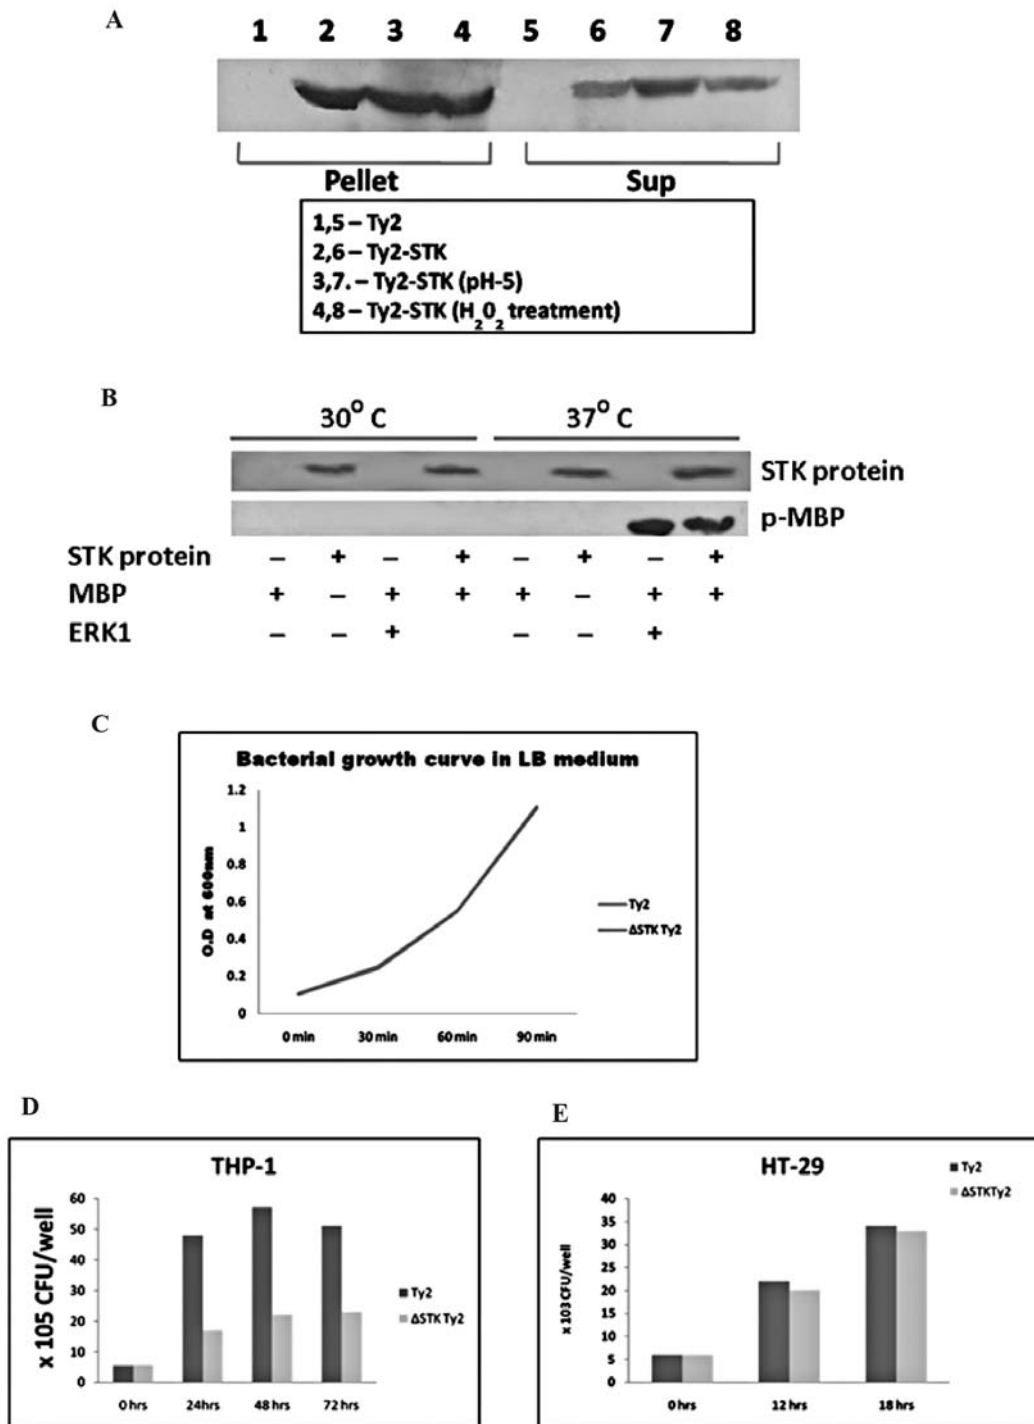 A
1 2 3 4 5 6 7 8
Pellet Sup
1,5 – Ty2
2,6 – Ty2-STK
3,7. – Ty2-STK (pH-5)
4,8 – Ty2-STK (H2O2 treatment)
B
30° C 37° C
STK protein
p-MBP
STK protein – + – + – + – +
MBP + – + + + – + +
ERK1 – – + – – +
C
Bacterial growth curve in LB medium
O.D at 600nm
1.2
1
0.8
0.6
0.4
0.2
0
0 min 30 min 60 min 90 min
Ty2
ΔSTK Ty2
D
THP-1
x 105 CFU/well
60
50
40
30
20
10
0
0 hrs 24hrs 48 hrs 72 hrs
Ty2
ΔSTK Ty2
E
HT-29
x 103 CFU/well
40
35
30
25
20
15
10
5
0
0 hrs 12 hrs 18 hrs
Ty2
ΔSTKTy2